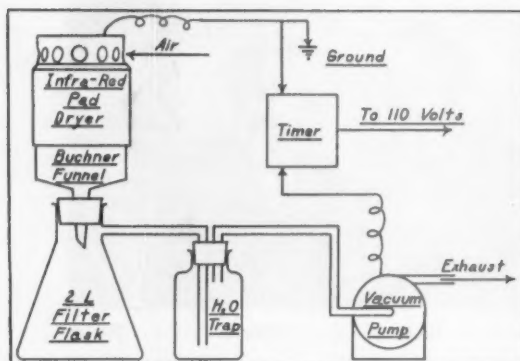 Air
Ground
Infra-Red
Pad
Dryer
To 110 Volts
Timer
Buchner
Funnel
Exhaust
2 L
Filter
Flask
H₂O
Trap
Vacuum
Pump